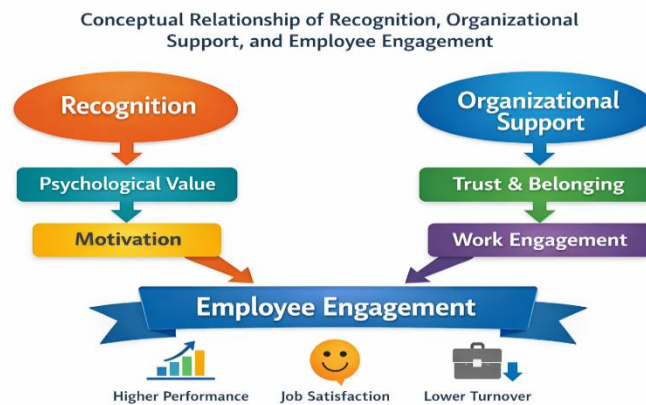 Conceptual Relationship of Recognition, Organizational
Support, and Employee Engagement
Recognition
Organizational
Support
Psychological Value
Trust & Belonging
Motivation
Work Engagement
Employee Engagement
Higher Performance
Job Satisfaction
Lower Turnover